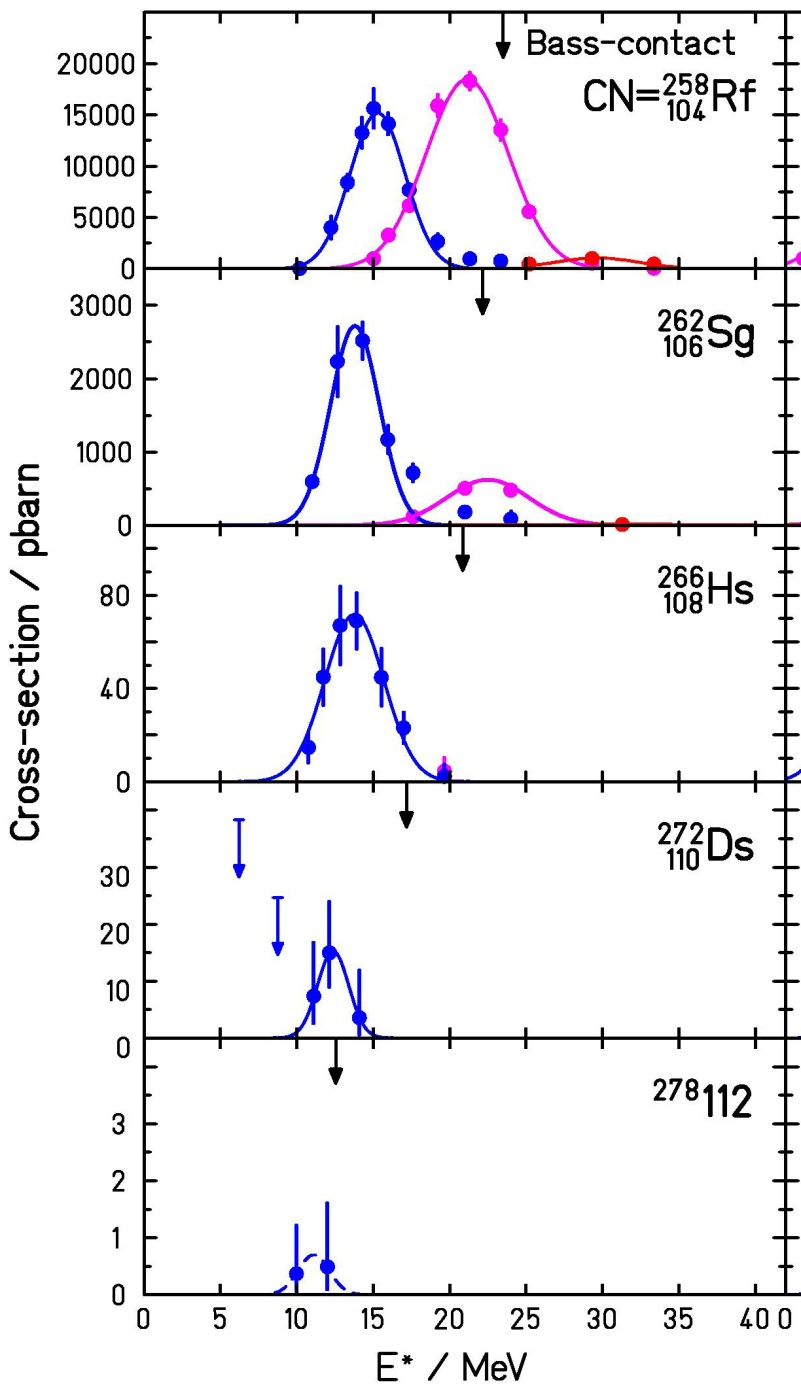 Bass-contact
CN=²⁵⁸₁₀₄Rf
20000
15000
10000
5000
0
²⁶²₁₀₆Sg
3000
2000
1000
0
²⁶⁶₁₀₈Hs
80
40
0
²⁷²₁₁₀Ds
30
20
10
0
²⁷⁸112
3
2
1
0
Cross-section / pbarn
0 5 10 15 20 25 30 35 40 0
E* / MeV